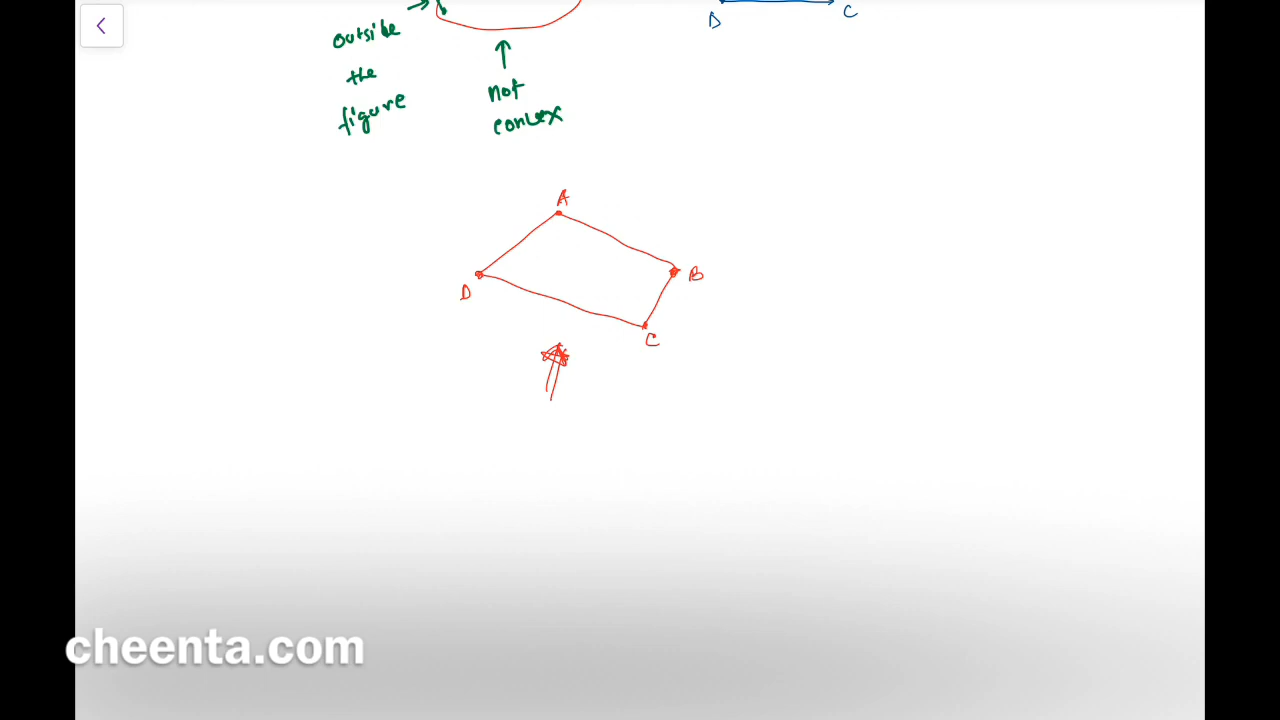 outside
the
figure
not
convex
D
C
A
B
D
C
cheenta.com